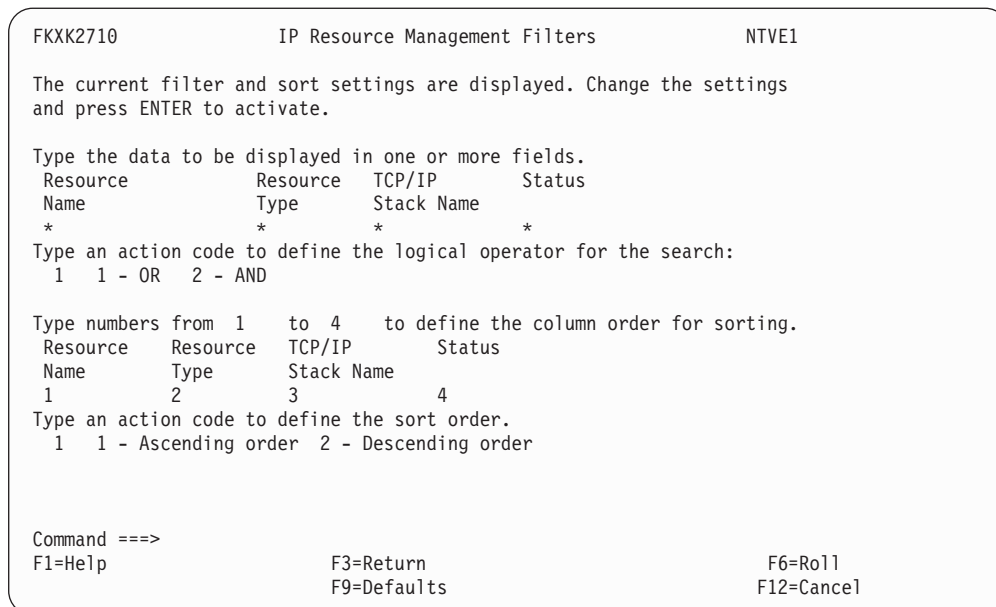 FKXK2710 IP Resource Management Filters NTVE1
The current filter and sort settings are displayed. Change the settings
and press ENTER to activate.
Type the data to be displayed in one or more fields.
Resource Resource TCP/IP Status
Name Type Stack Name
* * * *
Type an action code to define the logical operator for the search:
1 1 - OR 2 - AND
Type numbers from 1 to 4 to define the column order for sorting.
Resource Resource TCP/IP Status
Name Type Stack Name
1 2 3 4
Type an action code to define the sort order.
1 1 - Ascending order 2 - Descending order
Command ===>
F1=Help F3=Return F6=Roll
F9=Defaults F12=Cancel